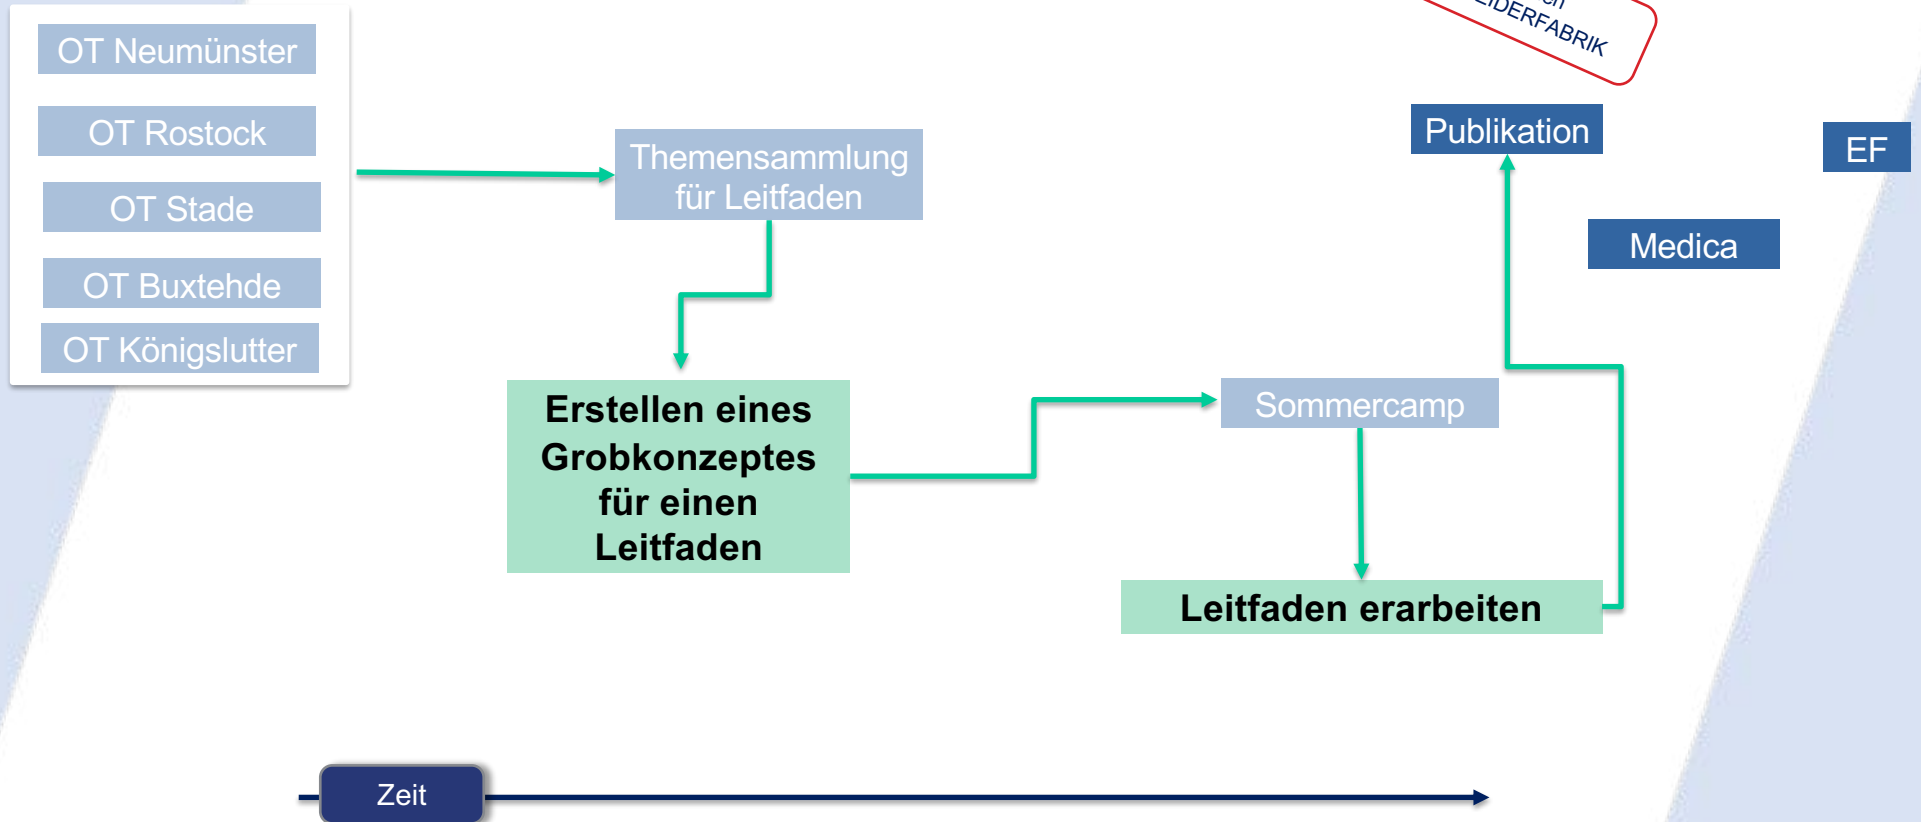 OT Neumünster
OT Rostock
OT Stade
OT Buxtehde
OT Königslutter
Themensammlung
für Leitfaden
Erstellen eines
Grobkonzeptes
für einen
Leitfaden
Sommercamp
Leitfaden erarbeiten
Publikation
Medica
EF
Zeit